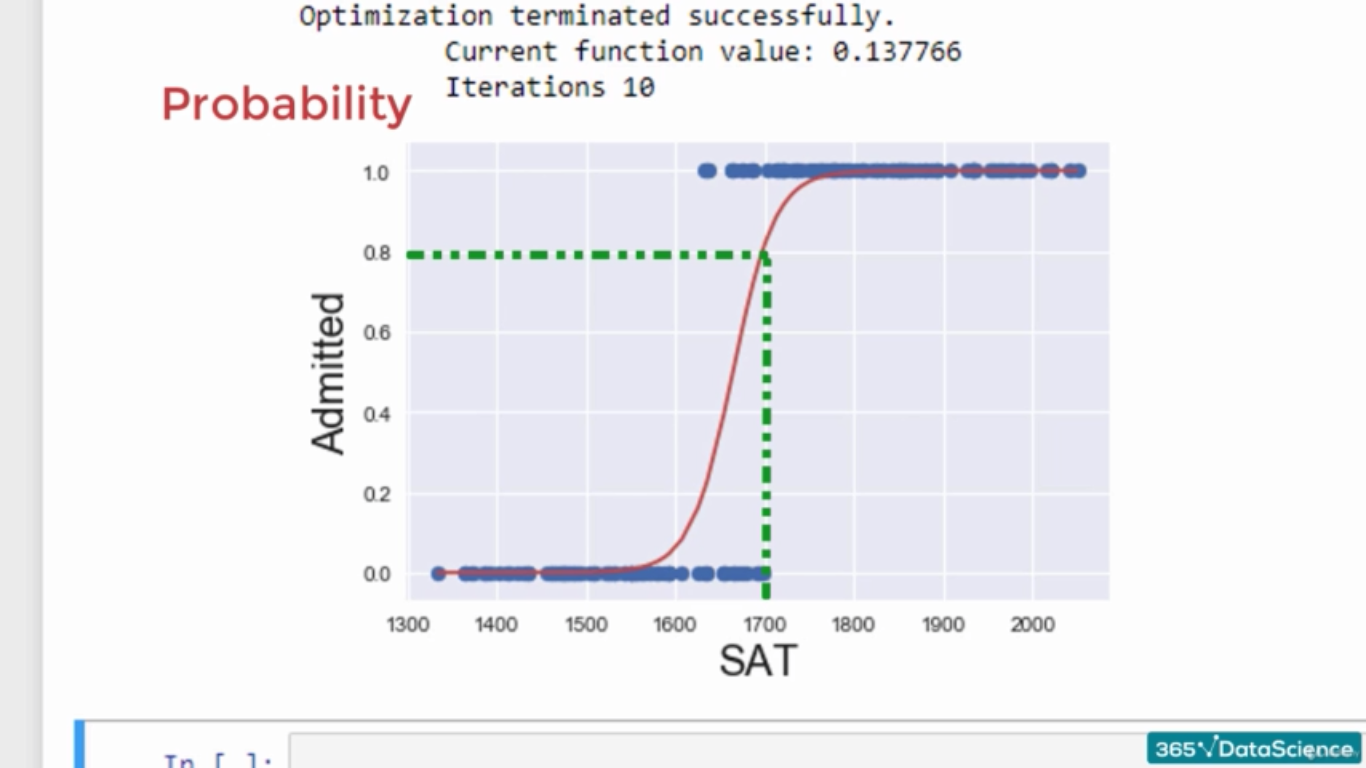 Optimization terminated successfully.
Current function value: 0.137766
Iterations 10
Probability
1.0
0.8
0.6
0.4
0.2
0.0
Admitted
1300 1400 1500 1600 1700 1800 1900 2000
SAT
In [ ]:
365 DataScience